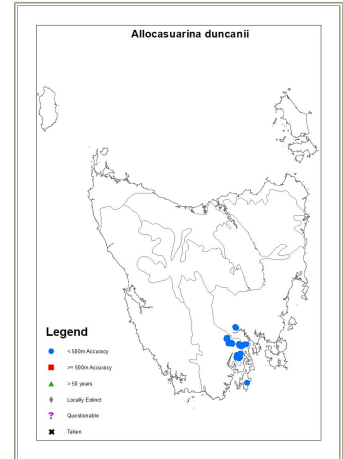 Allocasuarina duncanii
Legend
< 500m Accuracy
>= 500m Accuracy
> 50 years
Locally Extinct
Questionable
Taken